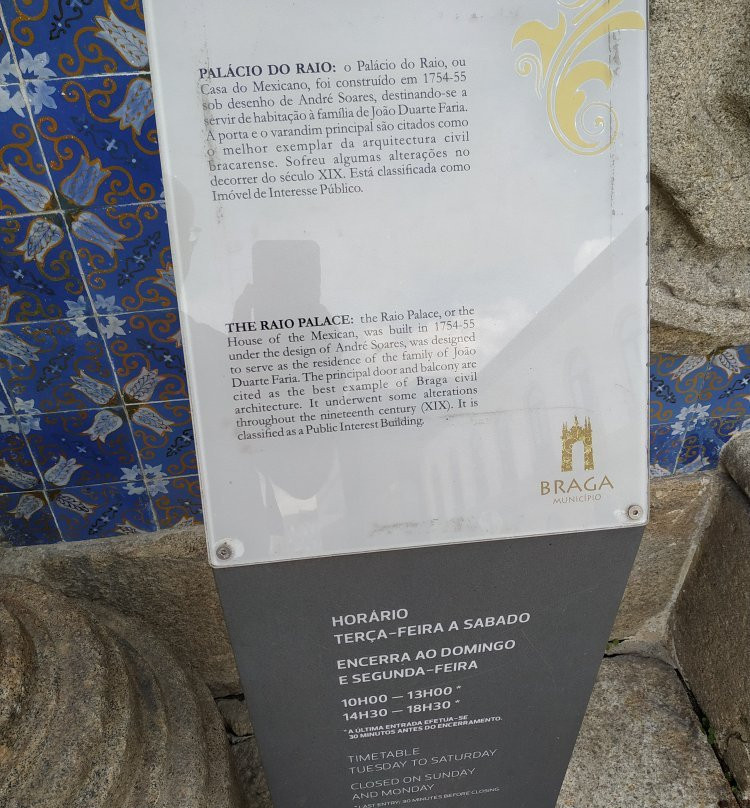 PALÁCIO DO RAIO: o Palácio do Raio, ou
Casa do Mexicano, foi construído em 1754-55
sob desenho de André Soares, destinando-se a
servir de habitação à família de João Duarte Faria.
A porta e o varandim principal são citados como
o melhor exemplar da arquitectura civil
bracarense. Sofreu algumas alterações no
decorrer do século XIX. Está classificada como
Imóvel de Interesse Público.
THE RAIO PALACE: the Raio Palace, or the
House of the Mexican, was built in 1754-55
under the design of André Soares, was designed
to serve as the residence of the family of João
Duarte Faria. The principal door and balcony are
cited as the best example of Braga civil
architecture. It underwent some alterations
throughout the nineteenth century (XIX). It is
classified as a Public Interest Building.
BRAGA
MUNICÍPIO
HORÁRIO
TERÇA-FEIRA A SABADO
ENCERRA AO DOMINGO
E SEGUNDA-FEIRA
10H00 — 13H00 *
14H30 — 18H30 *
*A ÚLTIMA ENTRADA EFETUA-SE
30 MINUTOS ANTES DO ENCERRAMENTO.
TIMETABLE
TUESDAY TO SATURDAY
CLOSED ON SUNDAY
AND MONDAY
*LAST ENTRY: 30 MINUTES BEFORE CLOSING